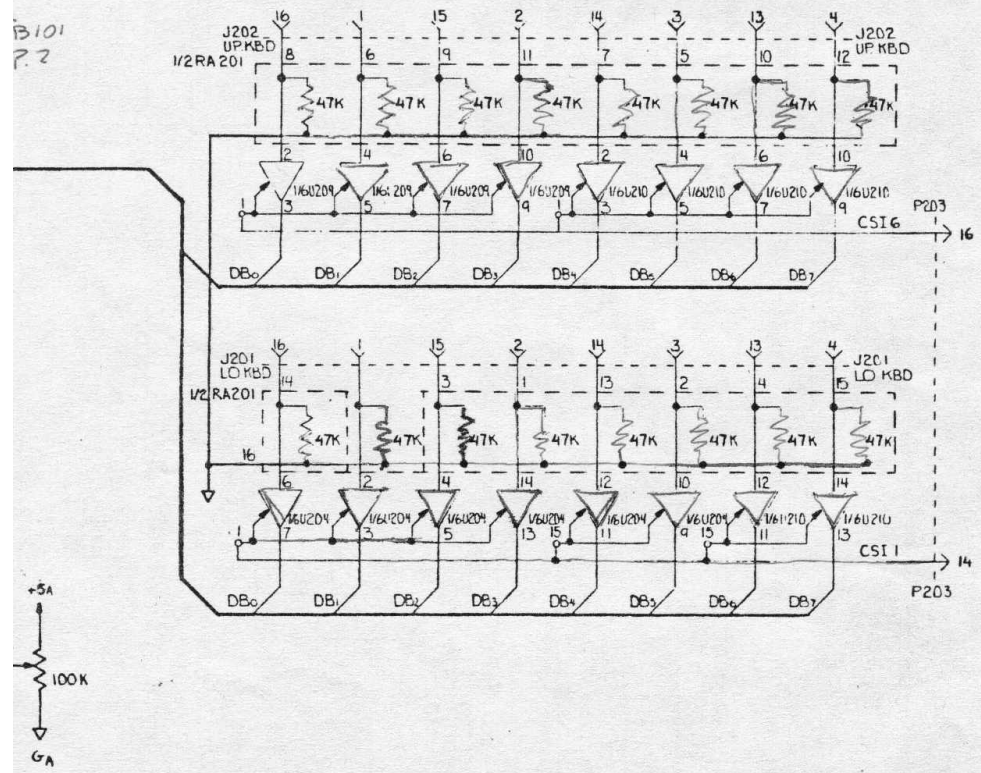 B101
P.2
16 1 15 2 14 3 13 4
J202
UP.KBD
J202
UP.KBD
8 6 9 11 7 5 10 12
1/2 RA201
47K 47K 47K 47K 47K 47K 47K 47K
2 4 6 10 2 4 6 10
1/6U209 1/6U209 1/6U209 1/6U209 1/6U210 1/6U210 1/6U210 1/6U210
1 1
3 5 7 9 3 5 7 9
P203
CSI6
16
DB0 DB1 DB2 DB3 DB4 DB5 DB6 DB7
16 1 15 2 14 3 13 4
J201
LO KBD
J201
LO KBD
14 3 1 13 2 4 15
1/2 RA201
47K 47K 47K 47K 47K 47K 47K 47K
16
6 2 4 14 12 10 12 14
1/6U204 1/6U204 1/6U204 1/6U204 1/6U204 1/6U204 1/6U210 1/6U210
1 15 15
7 3 5 13 11 9 11 13
CSI1
14
P203
DB0 DB1 DB2 DB3 DB4 DB5 DB6 DB7
+5A
100K
GA